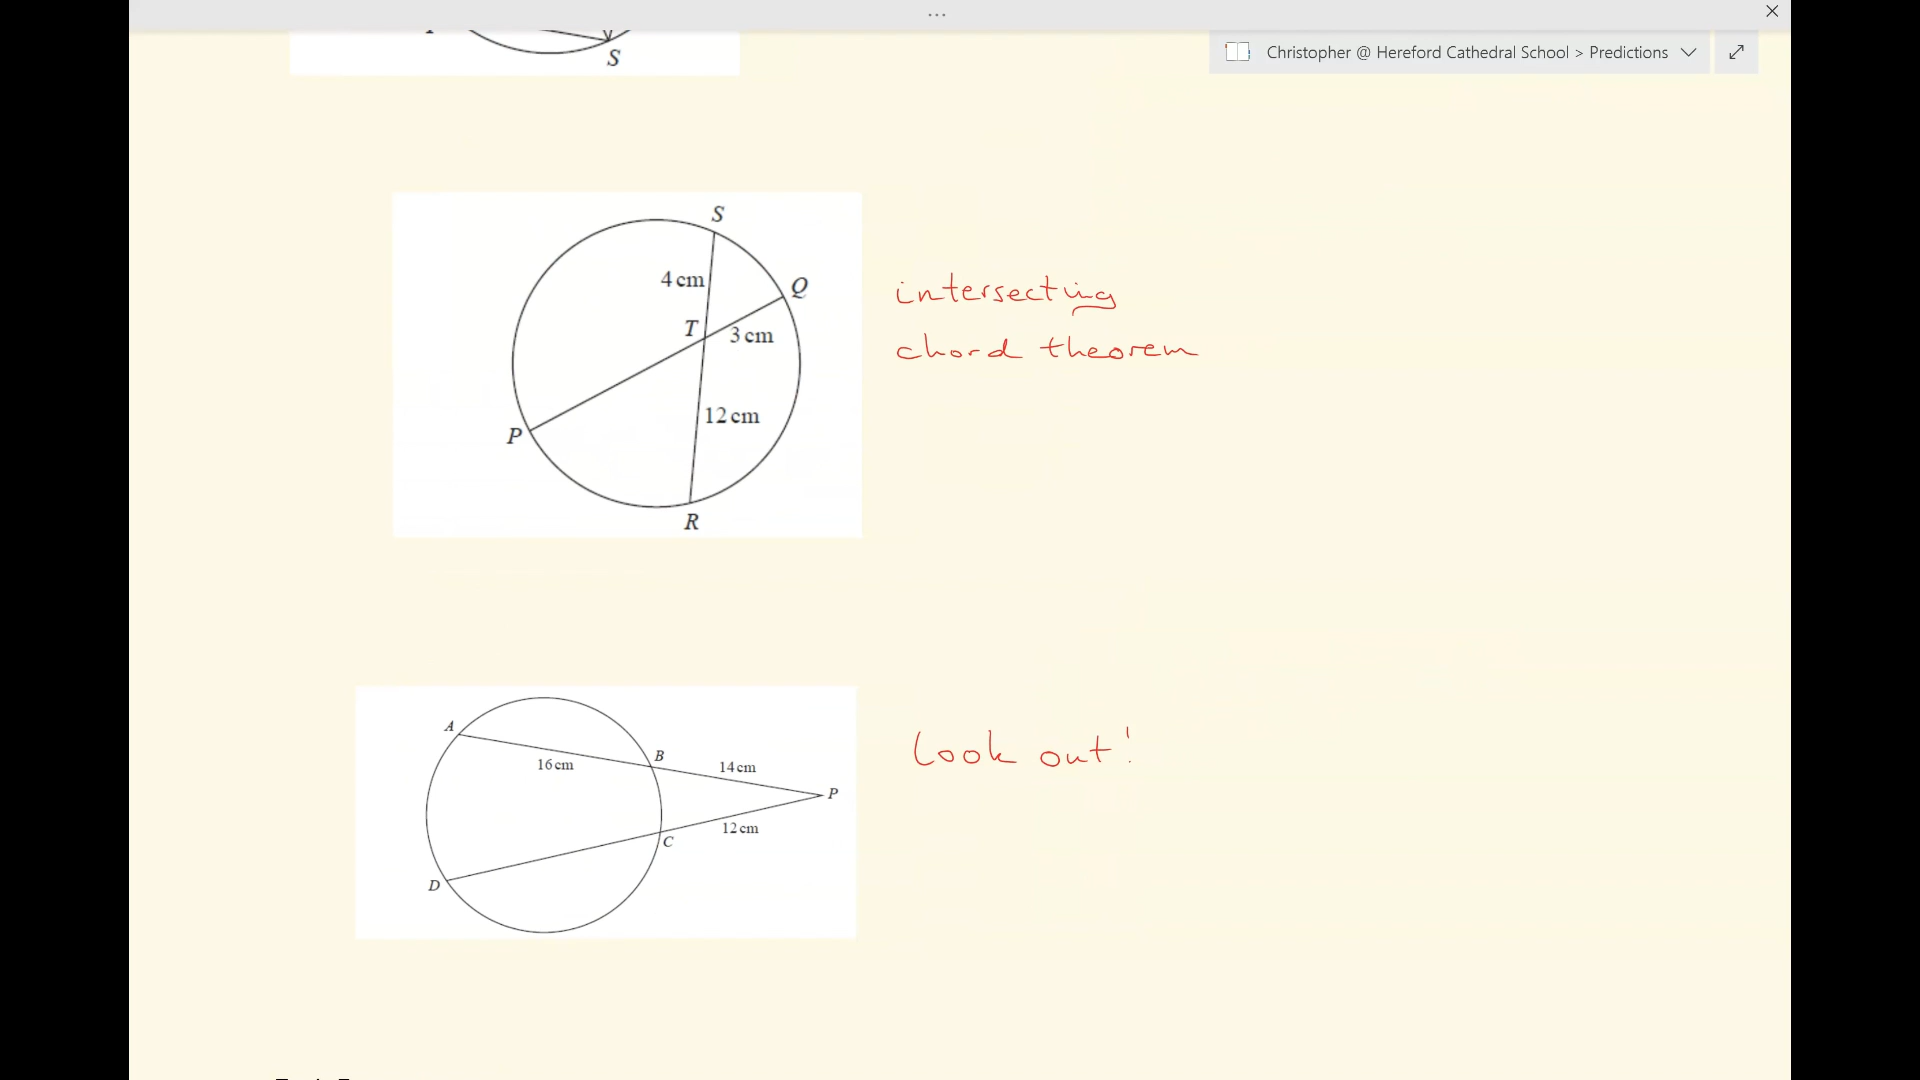 ...
S
Christopher @ Hereford Cathedral School > Predictions
S
4 cm
Q
T
3 cm
12 cm
P
R
intersecting
chord theorem
A
B
16 cm
14 cm
P
12 cm
C
D
Look out!